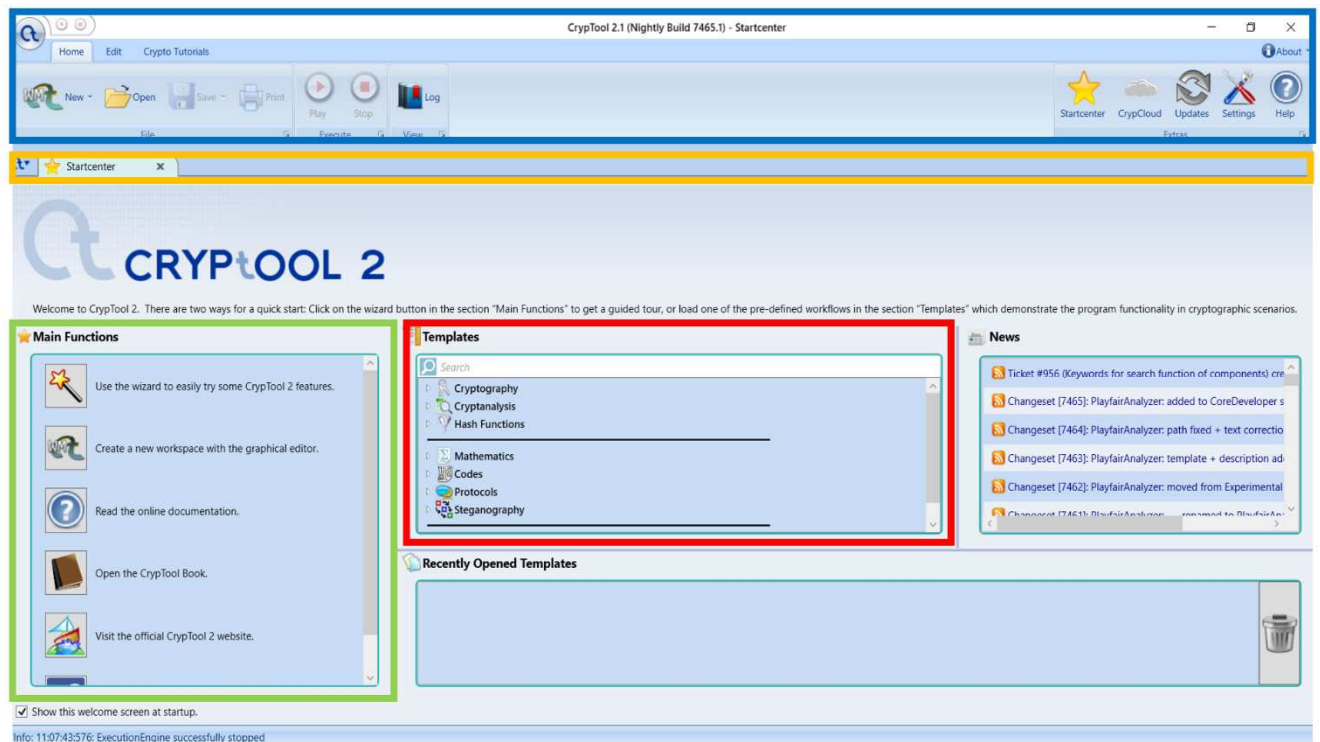 CrypTool 2.1 (Nightly Build 7465.1) - Startcenter
Home Edit Crypto Tutorials About
New Open Save Print Play Stop Log Startcenter CrypCloud Updates Settings Help
File Execute View Extras
Startcenter
CRYPtOOL 2
Welcome to CrypTool 2. There are two ways for a quick start: Click on the wizard button in the section "Main Functions" to get a guided tour, or load one of the pre-defined workflows in the section "Templates" which demonstrate the program functionality in cryptographic scenarios.
Main Functions
Use the wizard to easily try some CrypTool 2 features.
Create a new workspace with the graphical editor.
Read the online documentation.
Open the CrypTool Book.
Visit the official CrypTool 2 website.
Templates
Search
Cryptography
Cryptanalysis
Hash Functions
Mathematics
Codes
Protocols
Steganography
News
Ticket #956 (Keywords for search function of components) cre
Changeset [7465]: PlayfairAnalyzer: added to CoreDeveloper s
Changeset [7464]: PlayfairAnalyzer: path fixed + text correctio
Changeset [7463]: PlayfairAnalyzer: template + description ad
Changeset [7462]: PlayfairAnalyzer: moved from Experimental
Changeset [7461]: PlayfairAnalyzer: renamed to
Recently Opened Templates
Show this welcome screen at startup.
Info: 11:07:43:576: ExecutionEngine successfully stopped